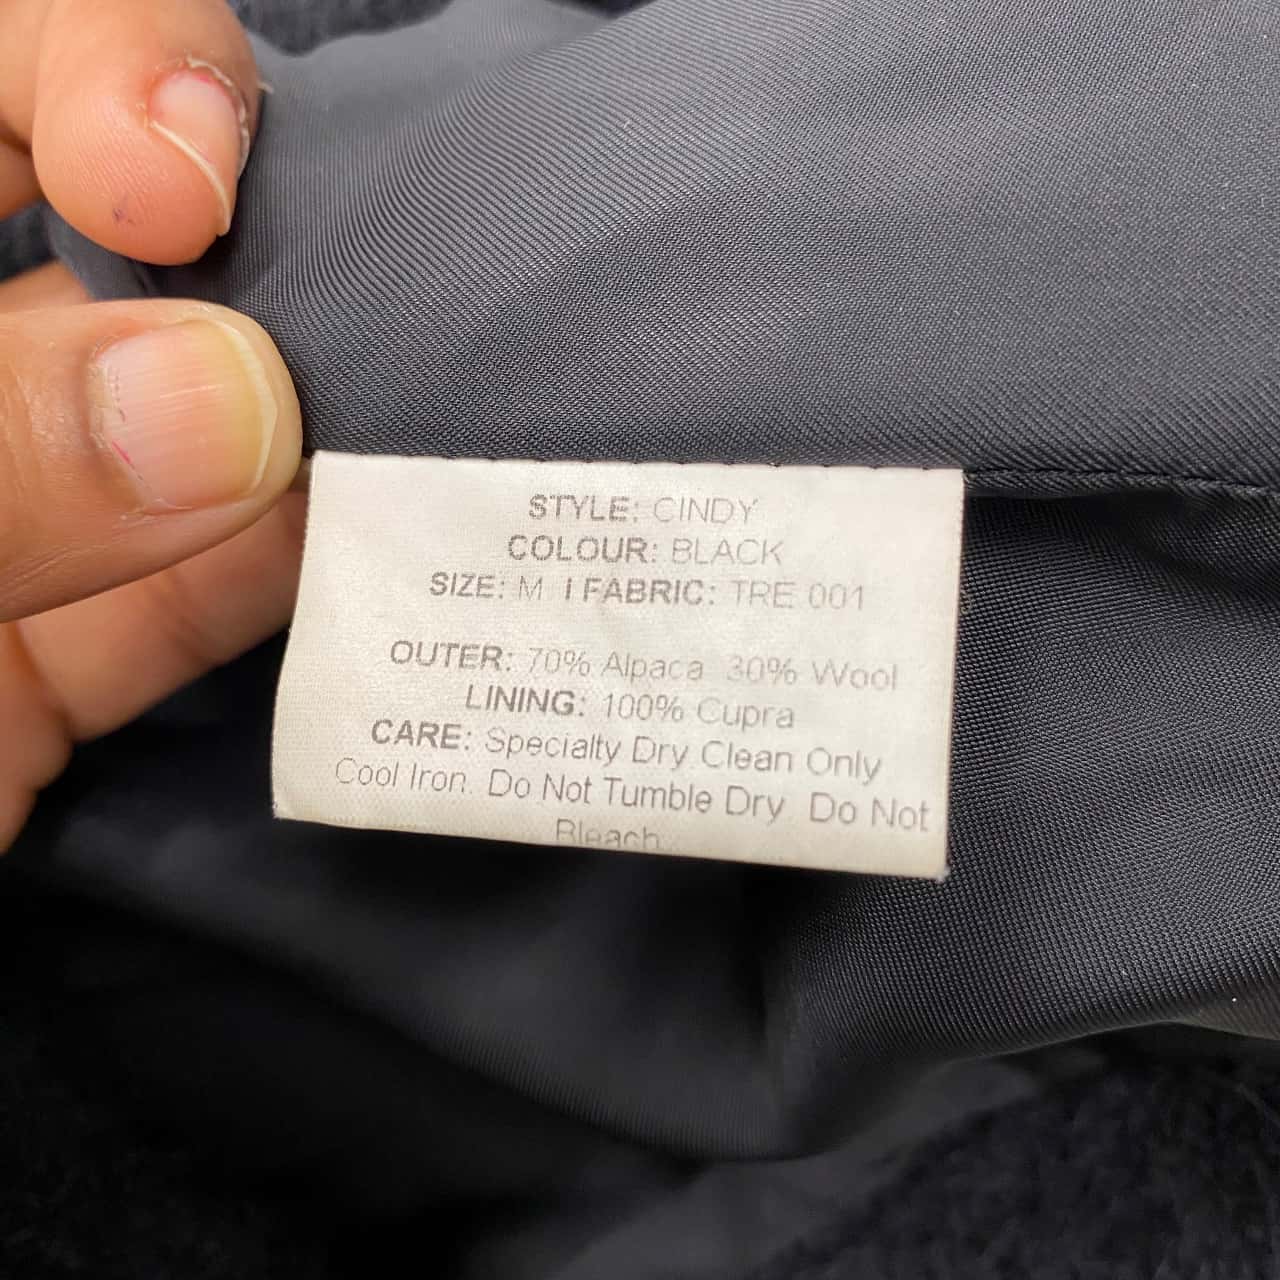 STYLE: CINDY
COLOUR: BLACK
SIZE: M I FABRIC: TRE 001
OUTER: 70% Alpaca 30% Wool
LINING: 100% Cupra
CARE: Specialty Dry Clean Only
Cool Iron. Do Not Tumble Dry Do Not
Bleach.